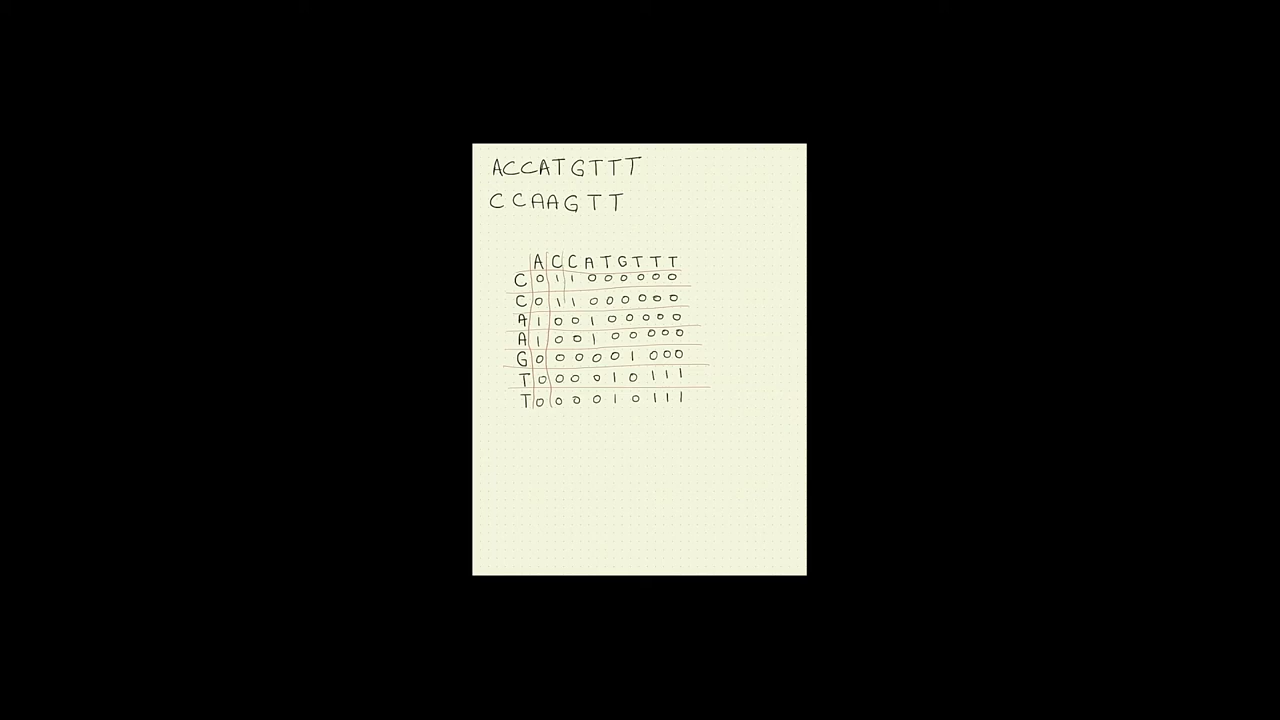 ACCATGTTT
CCAAGTT
A C C A T G T T T
C 0 1 1 0 0 0 0 0 0
C 0 1 1 0 0 0 0 0 0
A 1 0 0 1 0 0 0 0 0
A 1 0 0 1 0 0 0 0 0
G 0 0 0 0 0 1 0 0 0
T 0 0 0 0 1 0 1 1 1
T 0 0 0 0 1 0 1 1 1